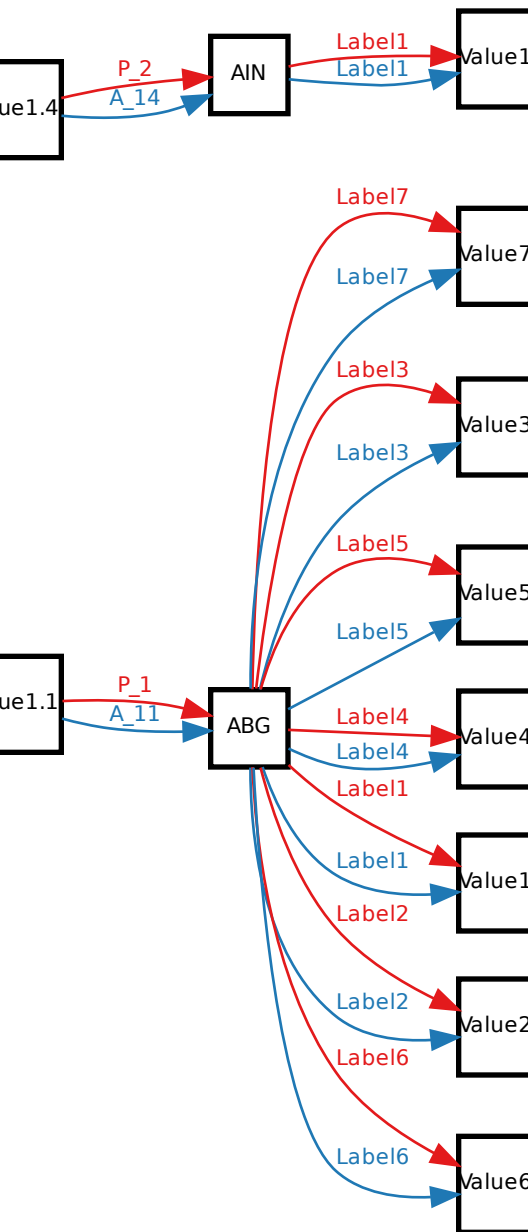 Label1
P_2
AIN
Value1
Label1
A_14
ue1.4
Label7
Value7
Label7
Label3
Value3
Label3
Label5
Value5
Label5
P_1
ue1.1
A_11
ABG
Label4
Value4
Label4
Label1
Label1
Value1
Label2
Label2
Value2
Label6
Label6
Value6